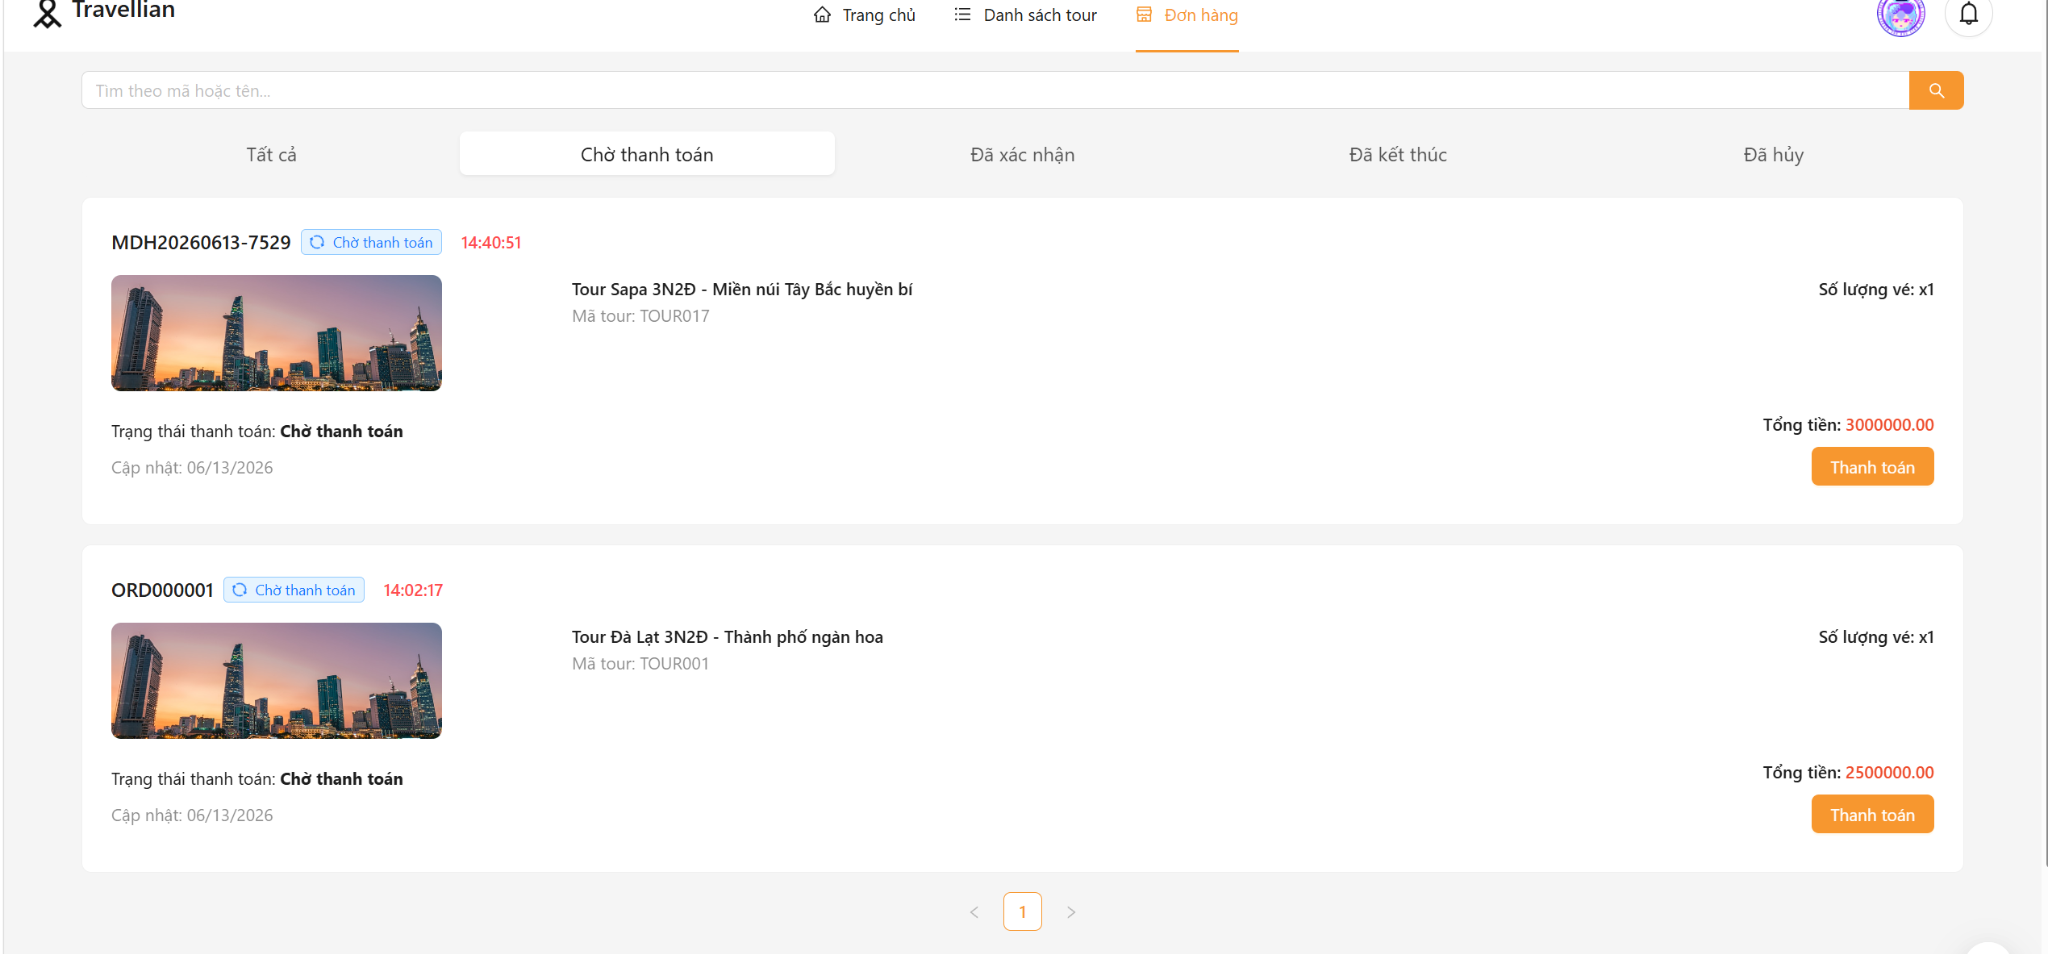 Travellian
Trang chủ
Danh sách tour
Đơn hàng
Tìm theo mã hoặc tên...
Tất cả
Chờ thanh toán
Đã xác nhận
Đã kết thúc
Đã hủy
MDH20260613-7529 Chờ thanh toán 14:40:51
Tour Sapa 3N2Đ - Miền núi Tây Bắc huyền bí
Số lượng vé: x1
Mã tour: TOUR017
Trạng thái thanh toán: Chờ thanh toán
Tổng tiền: 3000000.00
Cập nhật: 06/13/2026
Thanh toán
ORD000001 Chờ thanh toán 14:02:17
Tour Đà Lạt 3N2Đ - Thành phố ngàn hoa
Số lượng vé: x1
Mã tour: TOUR001
Trạng thái thanh toán: Chờ thanh toán
Tổng tiền: 2500000.00
Cập nhật: 06/13/2026
Thanh toán
< 1 >